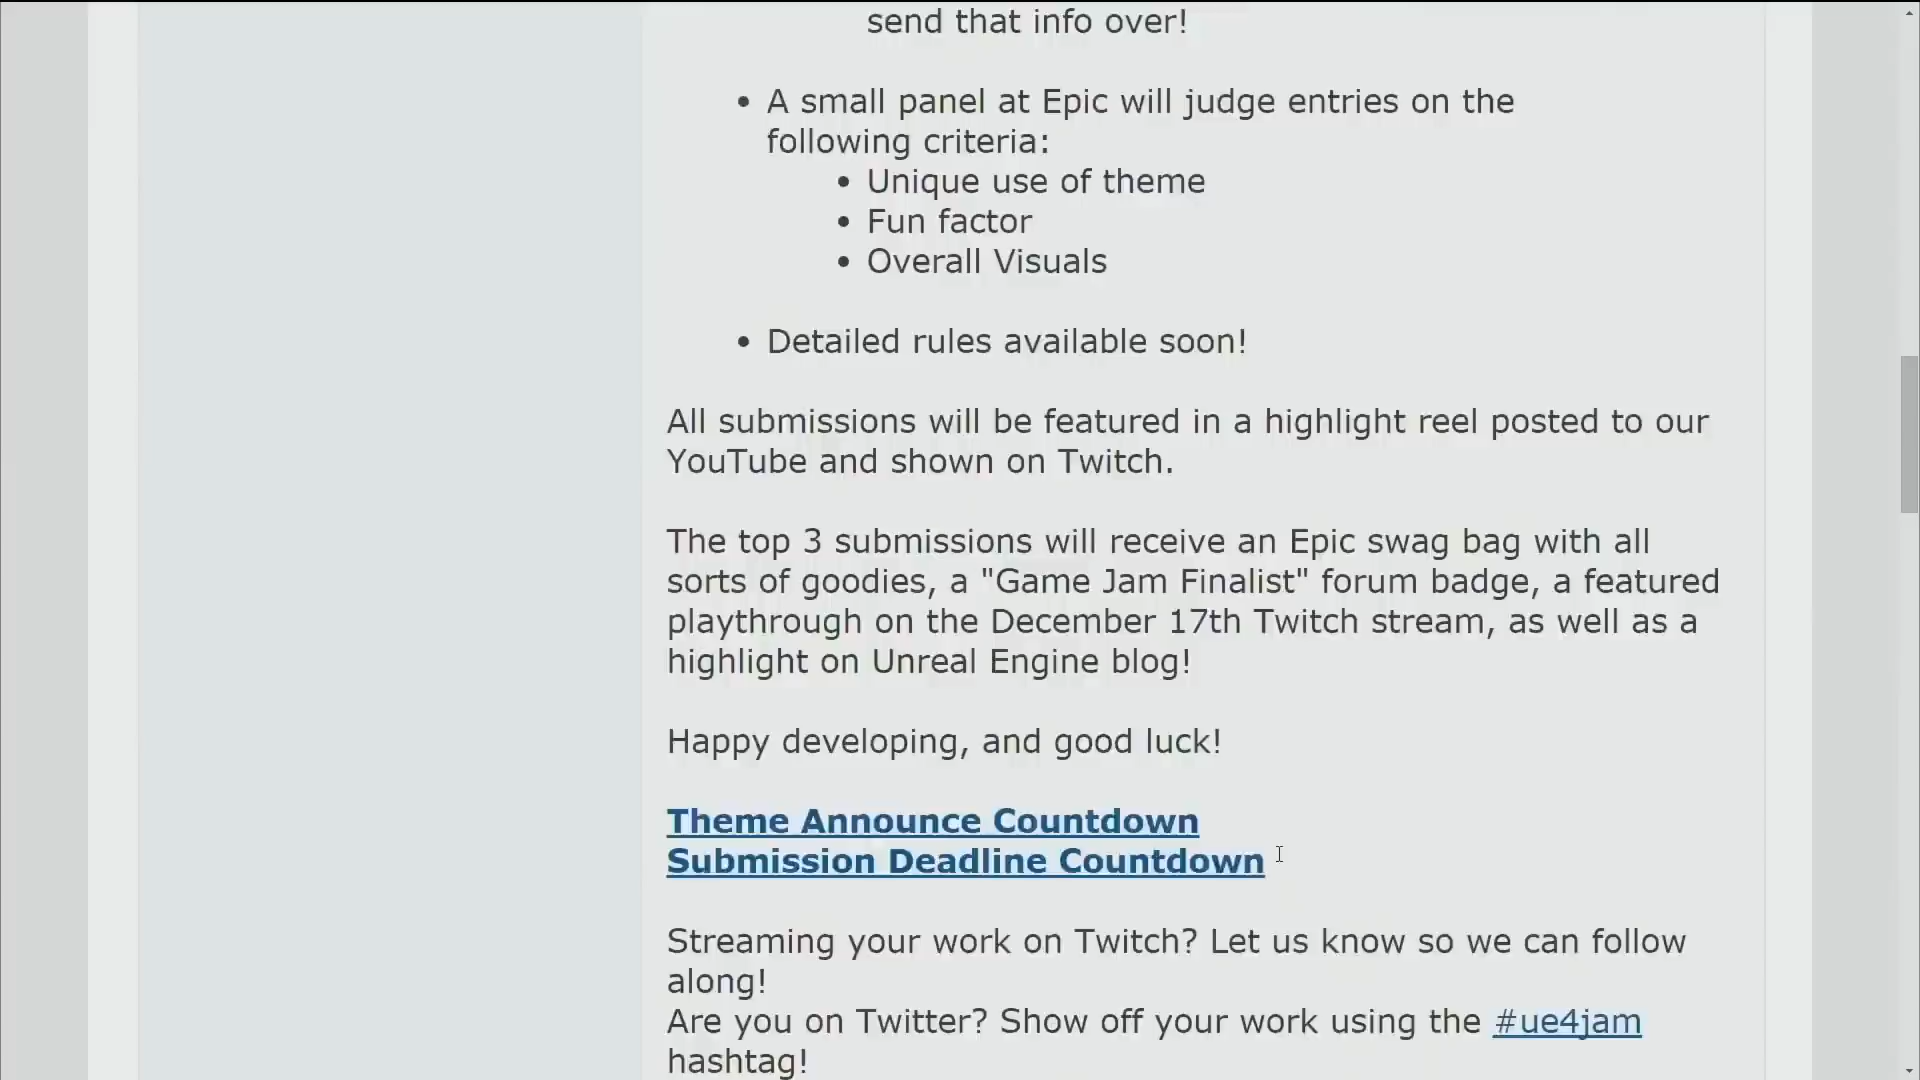 send that info over!
• A small panel at Epic will judge entries on the
following criteria:
• Unique use of theme
• Fun factor
• Overall Visuals
• Detailed rules available soon!
All submissions will be featured in a highlight reel posted to our
YouTube and shown on Twitch.
The top 3 submissions will receive an Epic swag bag with all
sorts of goodies, a "Game Jam Finalist" forum badge, a featured
playthrough on the December 17th Twitch stream, as well as a
highlight on Unreal Engine blog!
Happy developing, and good luck!
Theme Announce Countdown
Submission Deadline Countdown
Streaming your work on Twitch? Let us know so we can follow
along!
Are you on Twitter? Show off your work using the #ue4jam
hashtag!